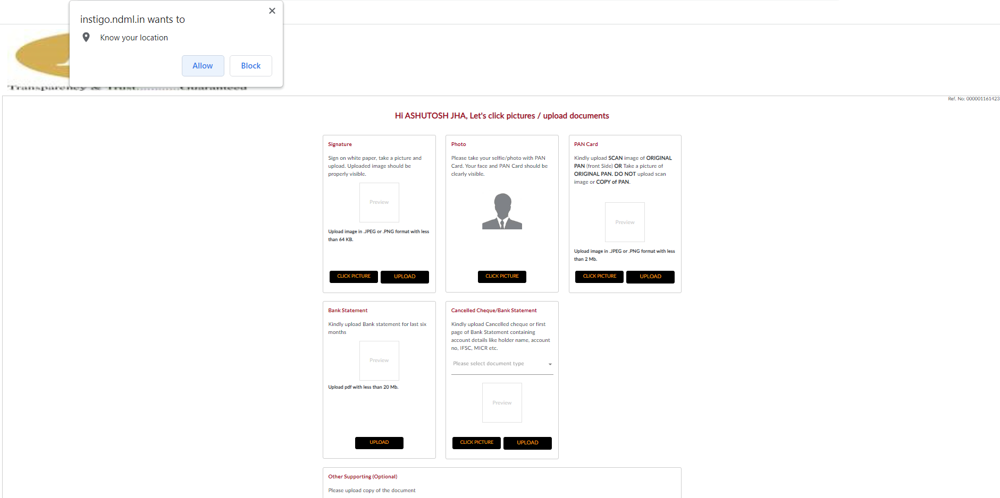 instigo.ndml.in wants to
Know your location
Allow
Block
Transparency & Trust.............Guaranteed
Ref. No: 000001161423
Hi ASHUTOSH JHA, Let's click pictures / upload documents
Signature
Sign on white paper, take a picture and
upload. Uploaded image should be
properly visible.
Preview
Upload image in .JPEG or .PNG format with less
than 64 KB.
CLICK PICTURE
UPLOAD
Photo
Please take your selfie/photo with PAN
Card. Your face and PAN Card should be
clearly visible.
CLICK PICTURE
PAN Card
Kindly upload SCAN image of ORIGINAL
PAN (front Side) OR Take a picture of
ORIGINAL PAN. DO NOT upload scan
image or COPY of PAN.
Preview
Upload image in .JPEG or .PNG format with less
than 2 Mb.
CLICK PICTURE
UPLOAD
Bank Statement
Kindly upload Bank statement for last six
months
Preview
Upload pdf with less than 20 Mb.
UPLOAD
Cancelled Cheque/Bank Statement
Kindly upload Cancelled cheque or first
page of Bank Statement containing
account details like holder name, account
no, IFSC, MICR etc.
Please select document type
Preview
CLICK PICTURE
UPLOAD
Other Supporting (Optional)
Please upload copy of the document